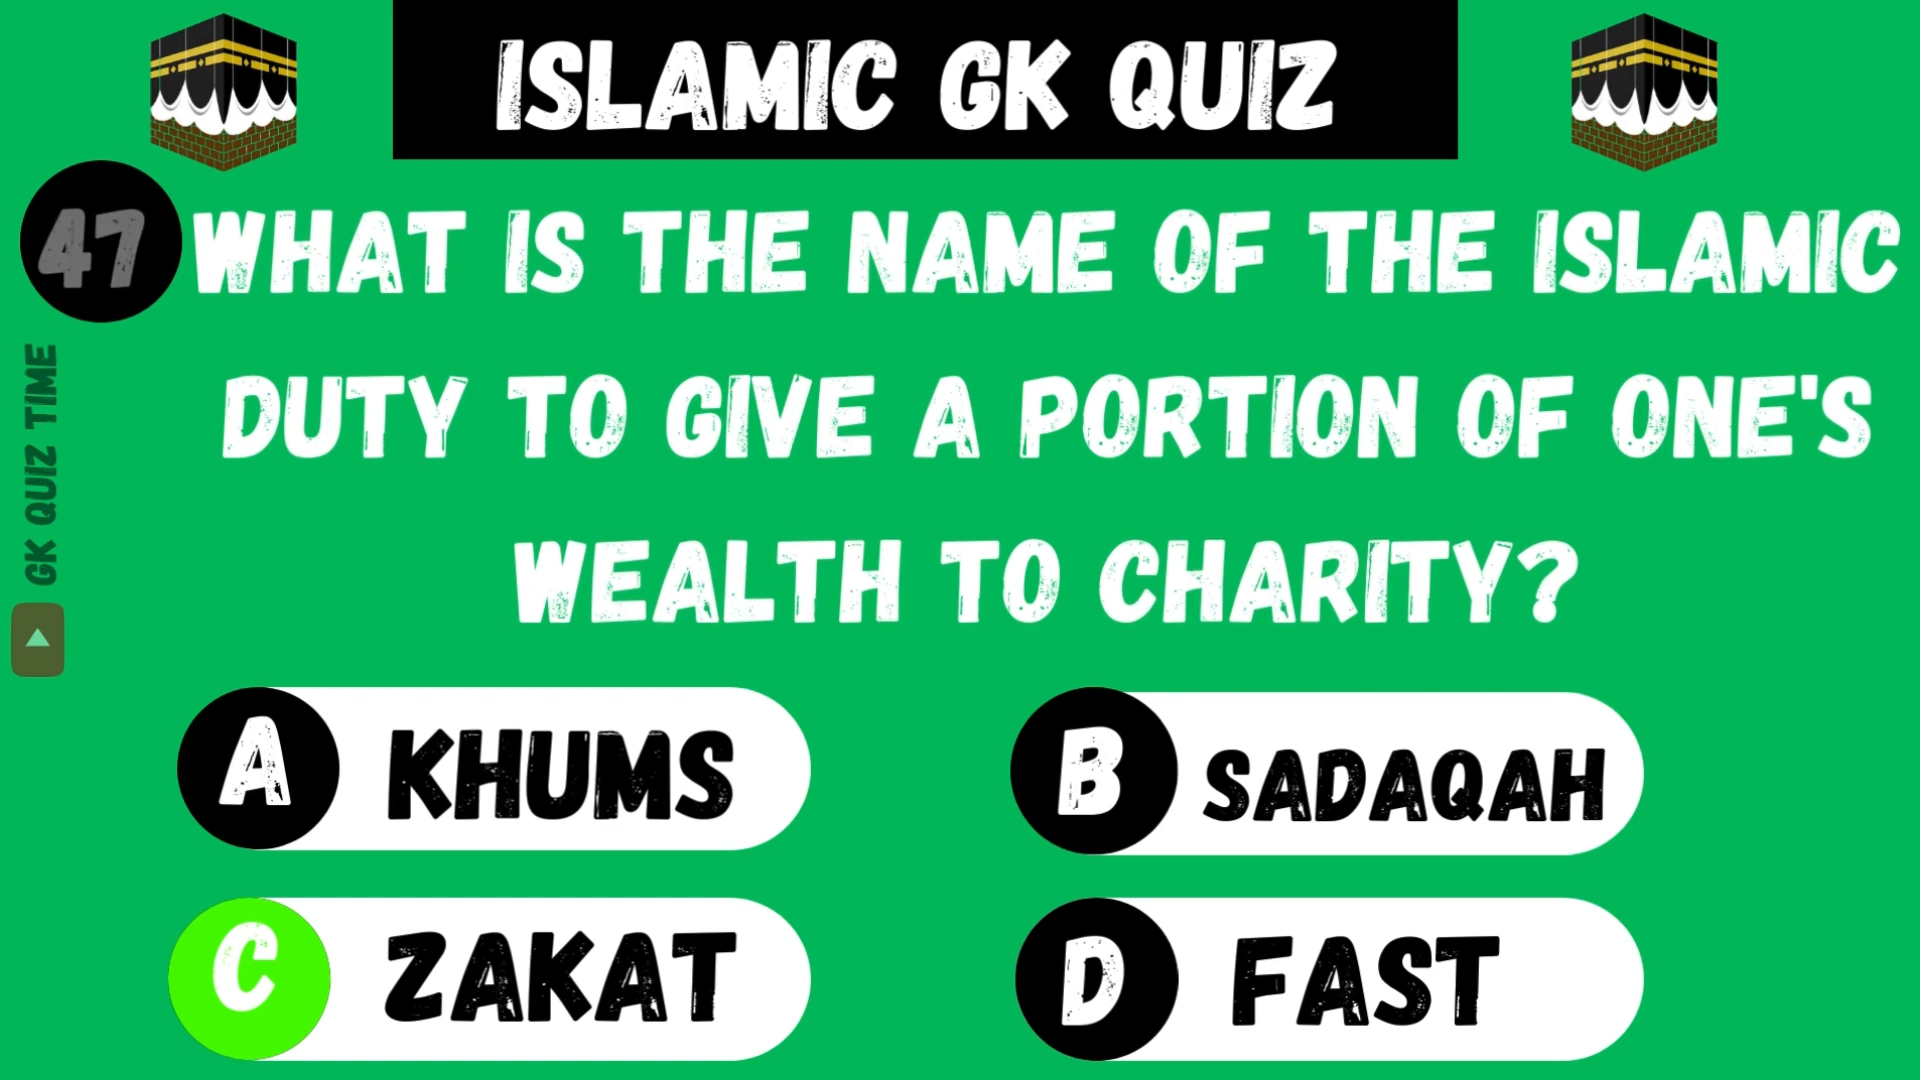 ISLAMIC GK QUIZ
47
WHAT IS THE NAME OF THE ISLAMIC
DUTY TO GIVE A PORTION OF ONE'S
WEALTH TO CHARITY?
GK QUIZ TIME
A KHUMS
B SADAQAH
C ZAKAT
D FAST